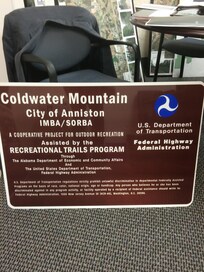 Coldwater Mountain
City of Anniston
IMBA/SORBA
A COOPERATIVE PROJECT FOR OUTDOOR RECREATION
Assisted by the
RECREATIONAL TRAILS PROGRAM
Through
The Alabama Department of Economic and Community Affairs
And
The United States Department of Transportation,
Federal Highway Administration
U.S. Department
of Transportation
Federal Highway
Administration